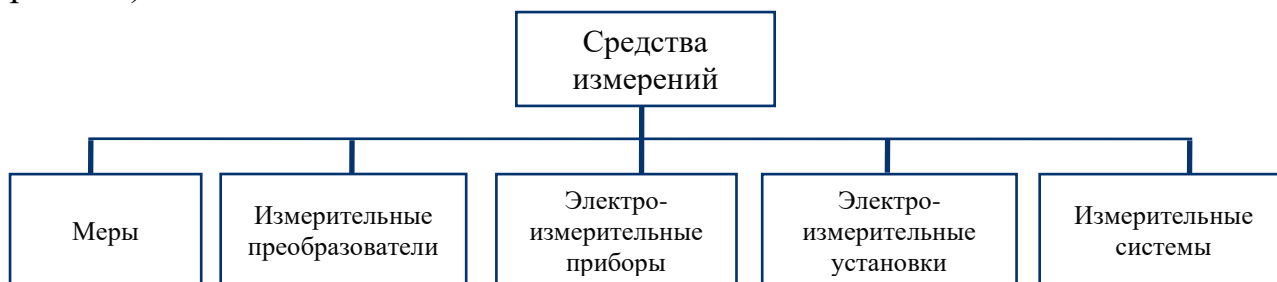 Средства
измерений
Меры
Измерительные
преобразователи
Электро-
измерительные
приборы
Электро-
измерительные
установки
Измерительные
системы